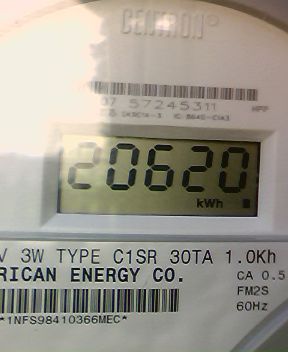 CENTRON®
07 57245311
20620
kWh
V 3W TYPE C1SR 30TA 1.0Kh
RICAN ENERGY CO.
CA 0.5
FM2S
60Hz
*1NFS98410366MEC*